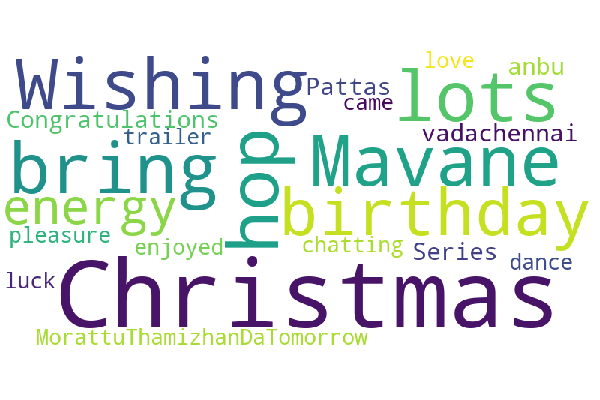 love
Wishing
lots
anbu
Pattas
came
Congratulations
trailer
vadachennai
bring
hop
Mavane
energy
birthday
pleasure
enjoyed
chatting
Series
dance
luck
Christmas
MorattuThamizhanDaTomorrow